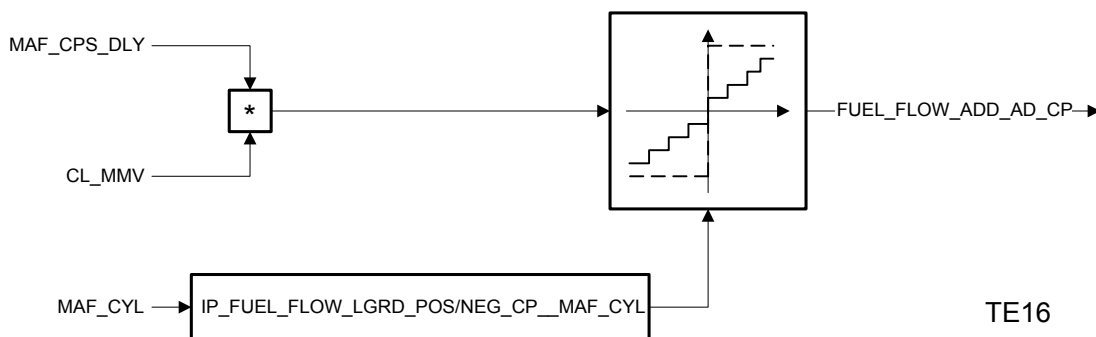 MAF_CPS_DLY
*
FUEL_FLOW_ADD_AD_CP
CL_MMV
MAF_CYL
IP_FUEL_FLOW_LGRD_POS/NEG_CP__MAF_CYL
TE16